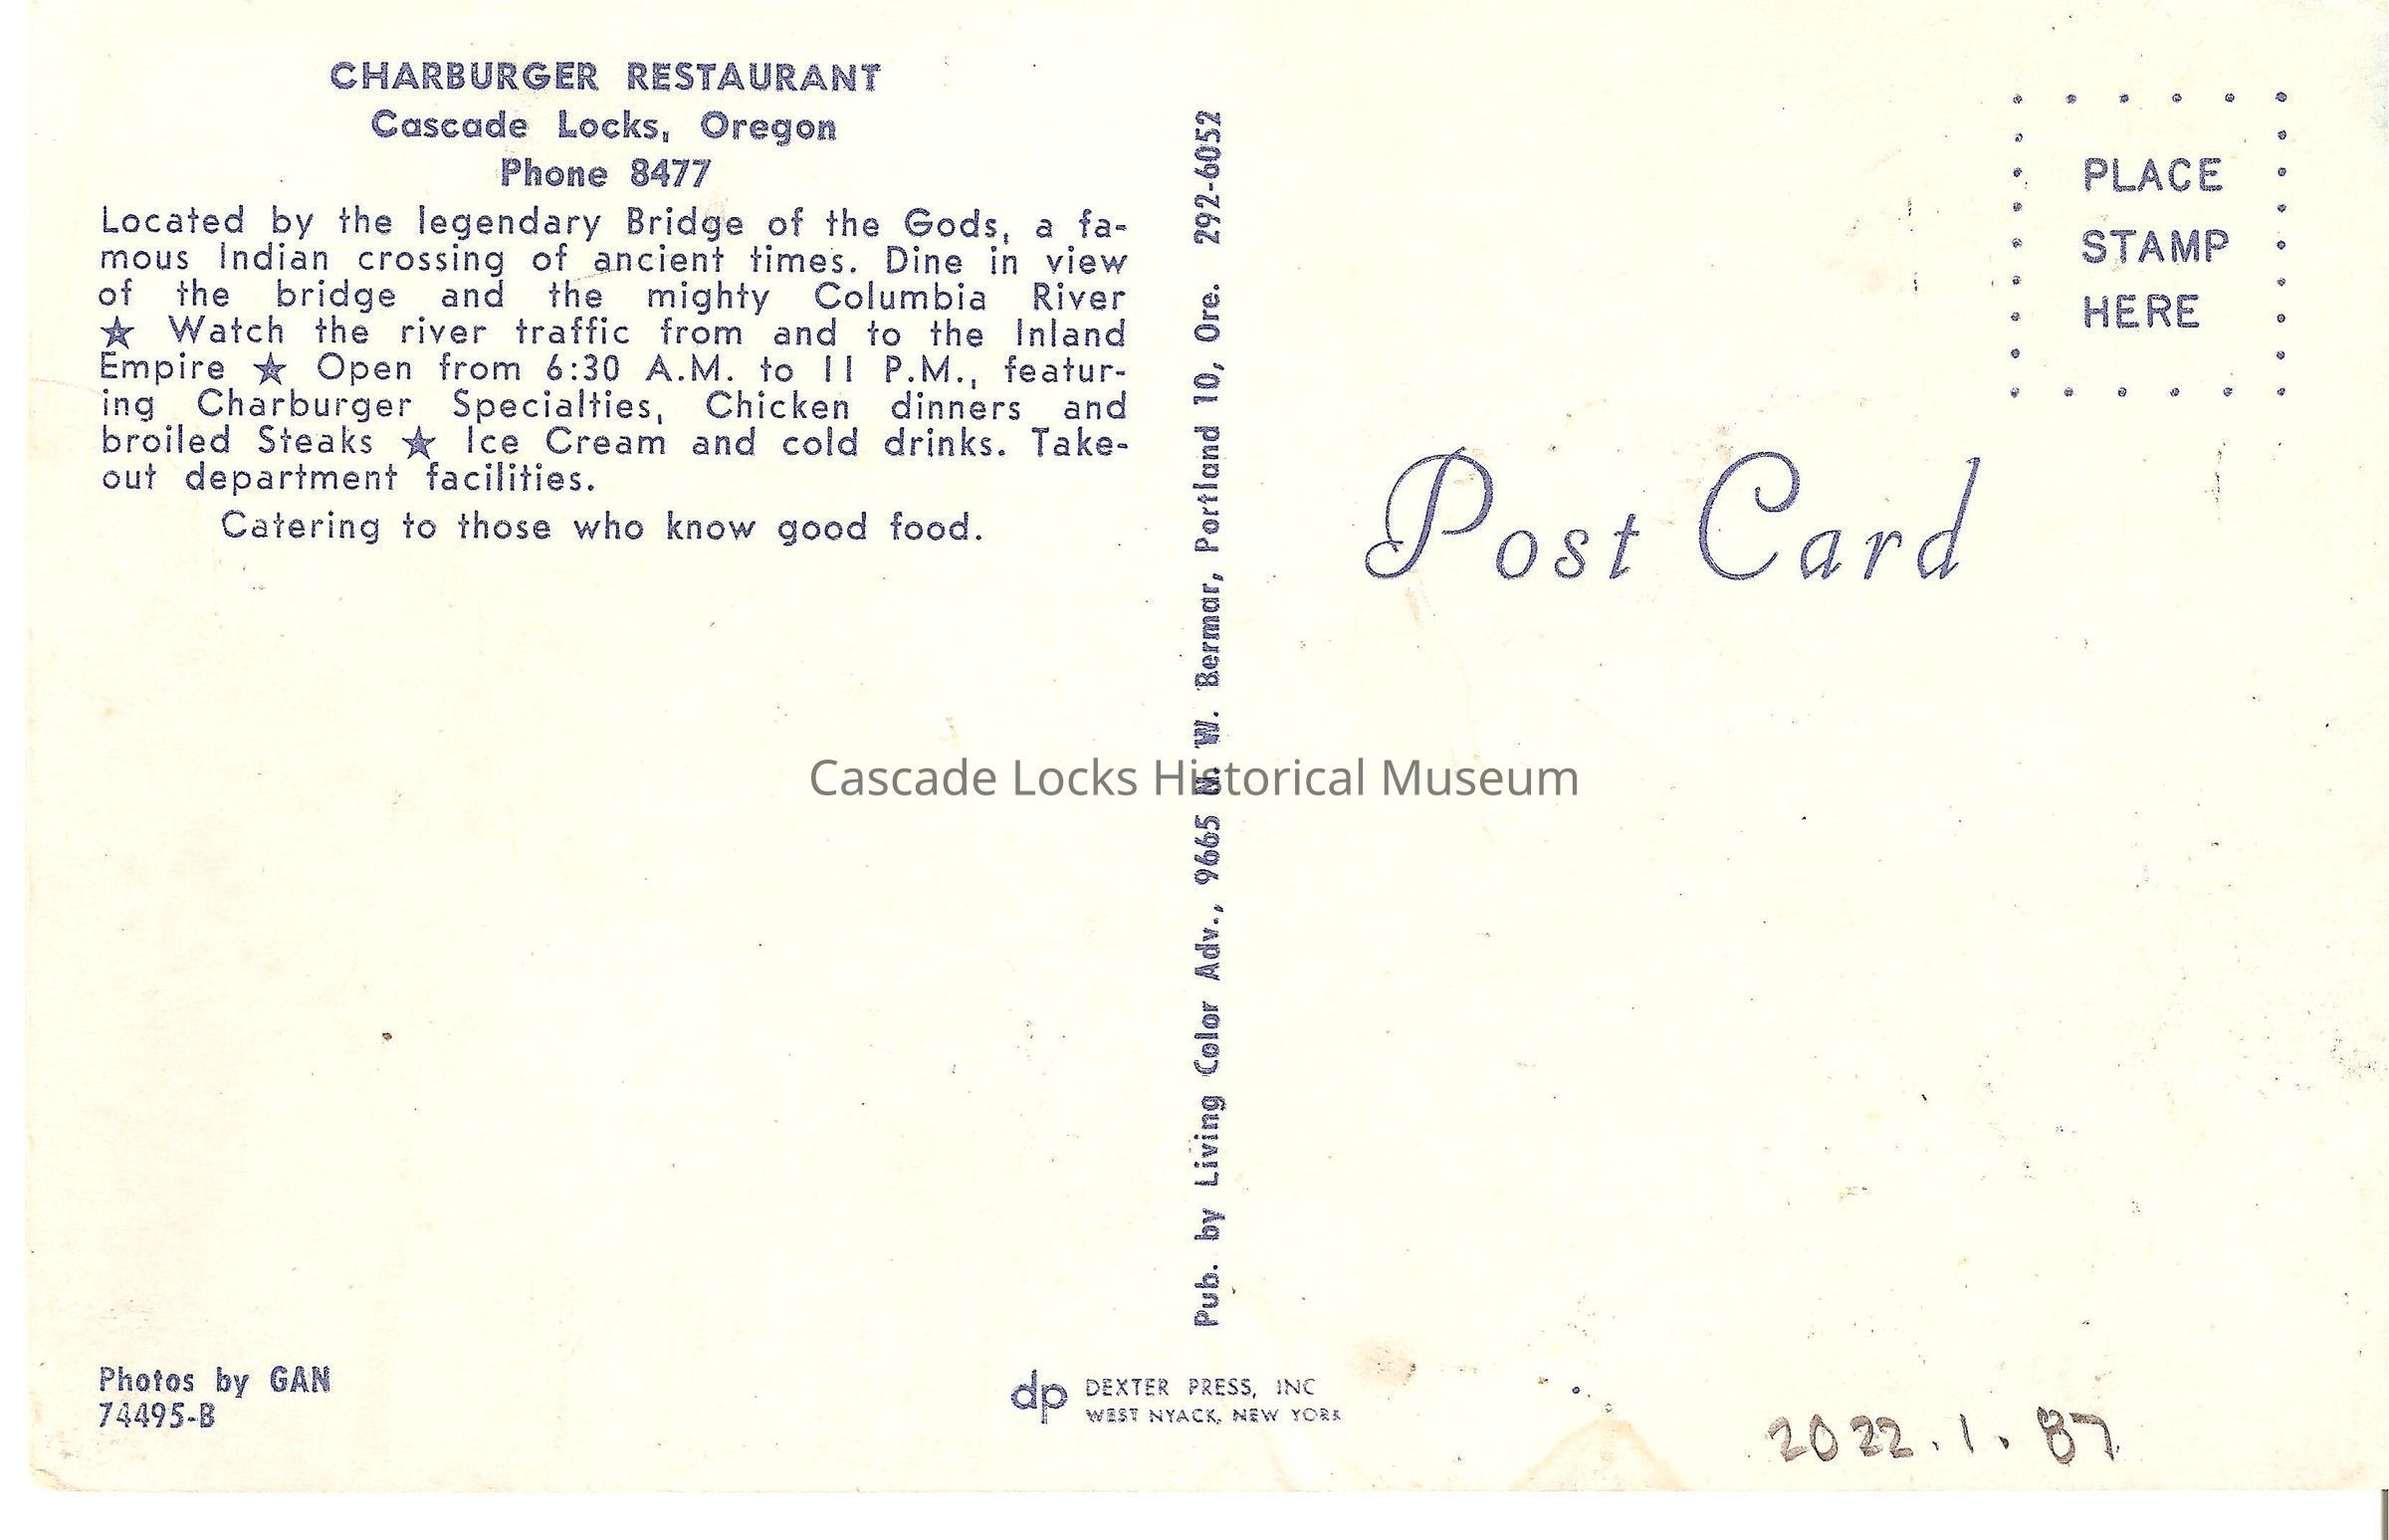 CHARBURGER RESTAURANT
Cascade Locks, Oregon
Phone 8477
Located by the legendary Bridge of the Gods, a fa-
mous Indian crossing of ancient times. Dine in view
of the bridge and the mighty Columbia River
★ Watch the river traffic from and to the Inland
Empire ★ Open from 6:30 A.M. to 11 P.M., featur-
ing Charburger Specialties, Chicken dinners and
broiled Steaks ★ Ice Cream and cold drinks. Take-
out department facilities.
Catering to those who know good food.
Photos by GAN
74495-B
Pub. by Living Color Adv., 9665 N. W. Bermar, Portland 10, Ore. 292-6052
dp DEXTER PRESS, INC
WEST NYACK, NEW YORK
PLACE
STAMP
HERE
Post Card
Cascade Locks Historical Museum
2022.1.87